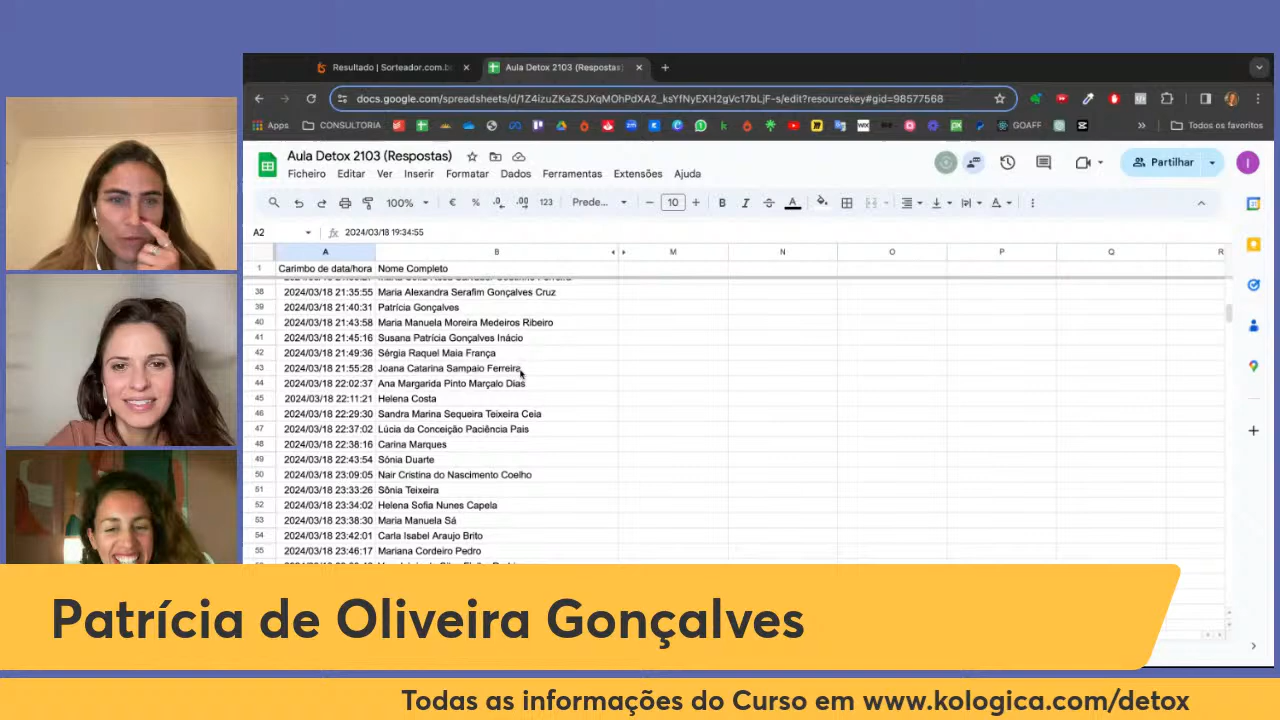 Resultado | Sorteador.com.b
Aula Detox 2103 (Respostas)
docs.google.com/spreadsheets/d/1Z4izuZKaZSJXqMOhPdXA2_ksYfNyEXH2gVc17bLjF-s/edit?resourcekey#gid=98577568
Apps
CONSULTORIA
GOAFF
Todos os favoritos
Aula Detox 2103 (Respostas)
Partilhar
Ficheiro Editar Ver Inserir Formatar Dados Ferramentas Extensões Ajuda
100% € % .0 .00 123 Prede... 10 B I
A2 fx 2024/03/18 19:34:55
A B M N O P Q R
1 Carimbo de data/hora Nome Completo
38 2024/03/18 21:35:55 Maria Alexandra Serafim Gonçalves Cruz
39 2024/03/18 21:40:31 Patrícia Gonçalves
40 2024/03/18 21:43:58 Maria Manuela Moreira Medeiros Ribeiro
41 2024/03/18 21:45:16 Susana Patrícia Gonçalves Inácio
42 2024/03/18 21:49:36 Sérgia Raquel Maia França
43 2024/03/18 21:55:28 Joana Catarina Sampaio Ferreira
44 2024/03/18 22:02:37 Ana Margarida Pinto Marçalo Dias
45 2024/03/18 22:11:21 Helena Costa
46 2024/03/18 22:29:30 Sandra Marina Sequeira Teixeira Ceia
47 2024/03/18 22:37:02 Lúcia da Conceição Paciência Pais
48 2024/03/18 22:38:16 Carina Marques
49 2024/03/18 22:43:54 Sónia Duarte
50 2024/03/18 23:09:05 Nair Cristina do Nascimento Coelho
51 2024/03/18 23:33:26 Sônia Teixeira
52 2024/03/18 23:34:02 Helena Sofia Nunes Capela
53 2024/03/18 23:38:30 Maria Manuela Sá
54 2024/03/18 23:42:01 Carla Isabel Araujo Brito
55 2024/03/18 23:46:17 Mariana Cordeiro Pedro
Patrícia de Oliveira Gonçalves
Todas as informações do Curso em www.kologica.com/detox